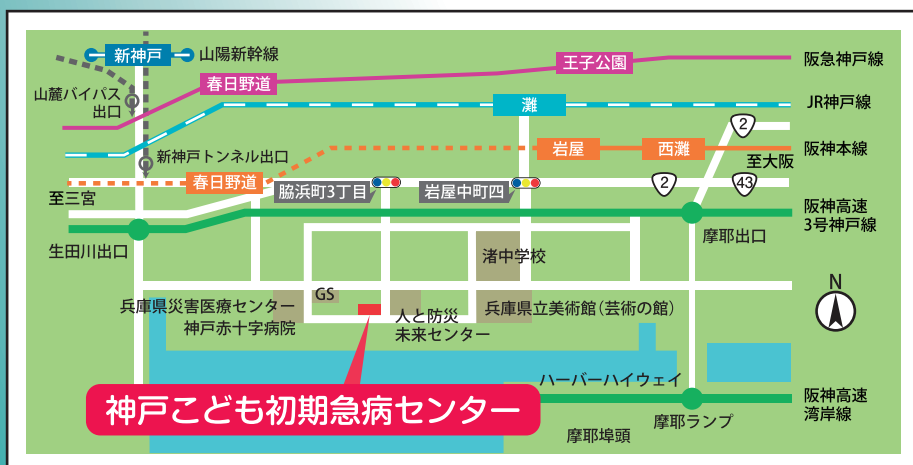 新神戸
山陽新幹線
春日野道
王子公園
阪急神戸線
山麓バイパス
出口
灘
JR神戸線
2
新神戸トンネル出口
岩屋
西灘
阪神本線
至大阪
春日野道
至三宮
脇浜町3丁目
岩屋中町四
2
43
阪神高速
3号神戸線
生田川出口
摩耶出口
渚中学校
N
兵庫県災害医療センター
神戸赤十字病院
GS
人と防災
未来センター
兵庫県立美術館(芸術の館)
ハーバーハイウェイ
神戸こども初期急病センター
阪神高速
湾岸線
摩耶ランプ
摩耶埠頭